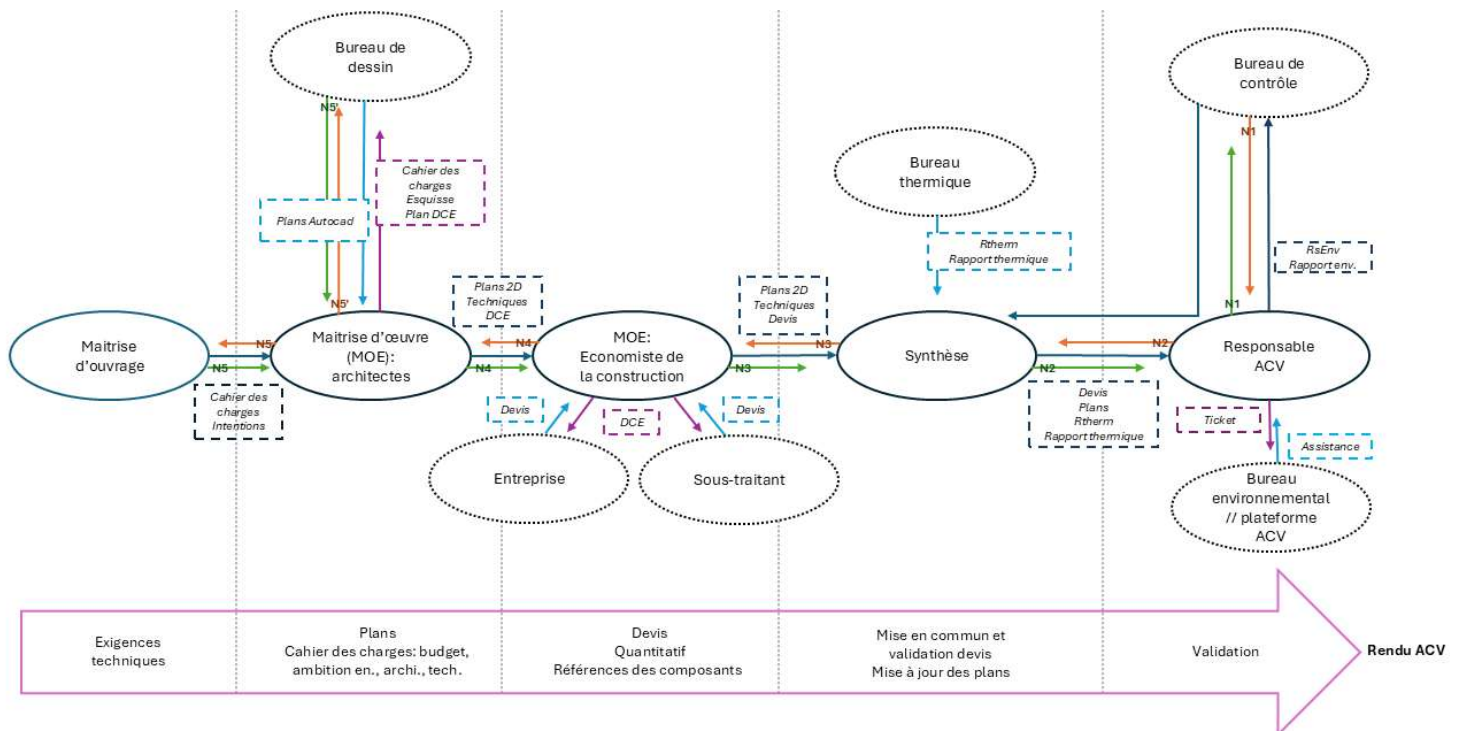 Bureau de
dessin
N5'
Plans Autocad
Cahier des
charges
Esquisse
Plan DCE
N5'
Bureau
thermique
Rtherm
Rapport thermique
Bureau de
contrôle
N1
N1
RsEnv
Rapport env.
N1
Maitrise
d'ouvrage
N5
N5
Cahier des
charges
Intentions
Maitrise d'œuvre
(MOE):
architectes
Plans 2D
Techniques
DCE
N4
N4
MOE:
Economiste de
la construction
Plans 2D
Techniques
Devis
N3
N3
Synthèse
N2
N2
Devis
Plans
Rtherm
Rapport thermique
Responsable
ACV
Devis
DCE
Devis
Entreprise
Sous-traitant
Ticket
Assistance
Bureau
environnemental
// plateforme
ACV
Exigences
techniques
Plans
Cahier des charges: budget,
ambition en., archi., tech.
Devis
Quantitatif
Références des composants
Mise en commun et
validation devis
Mise à jour des plans
Validation
Rendu ACV